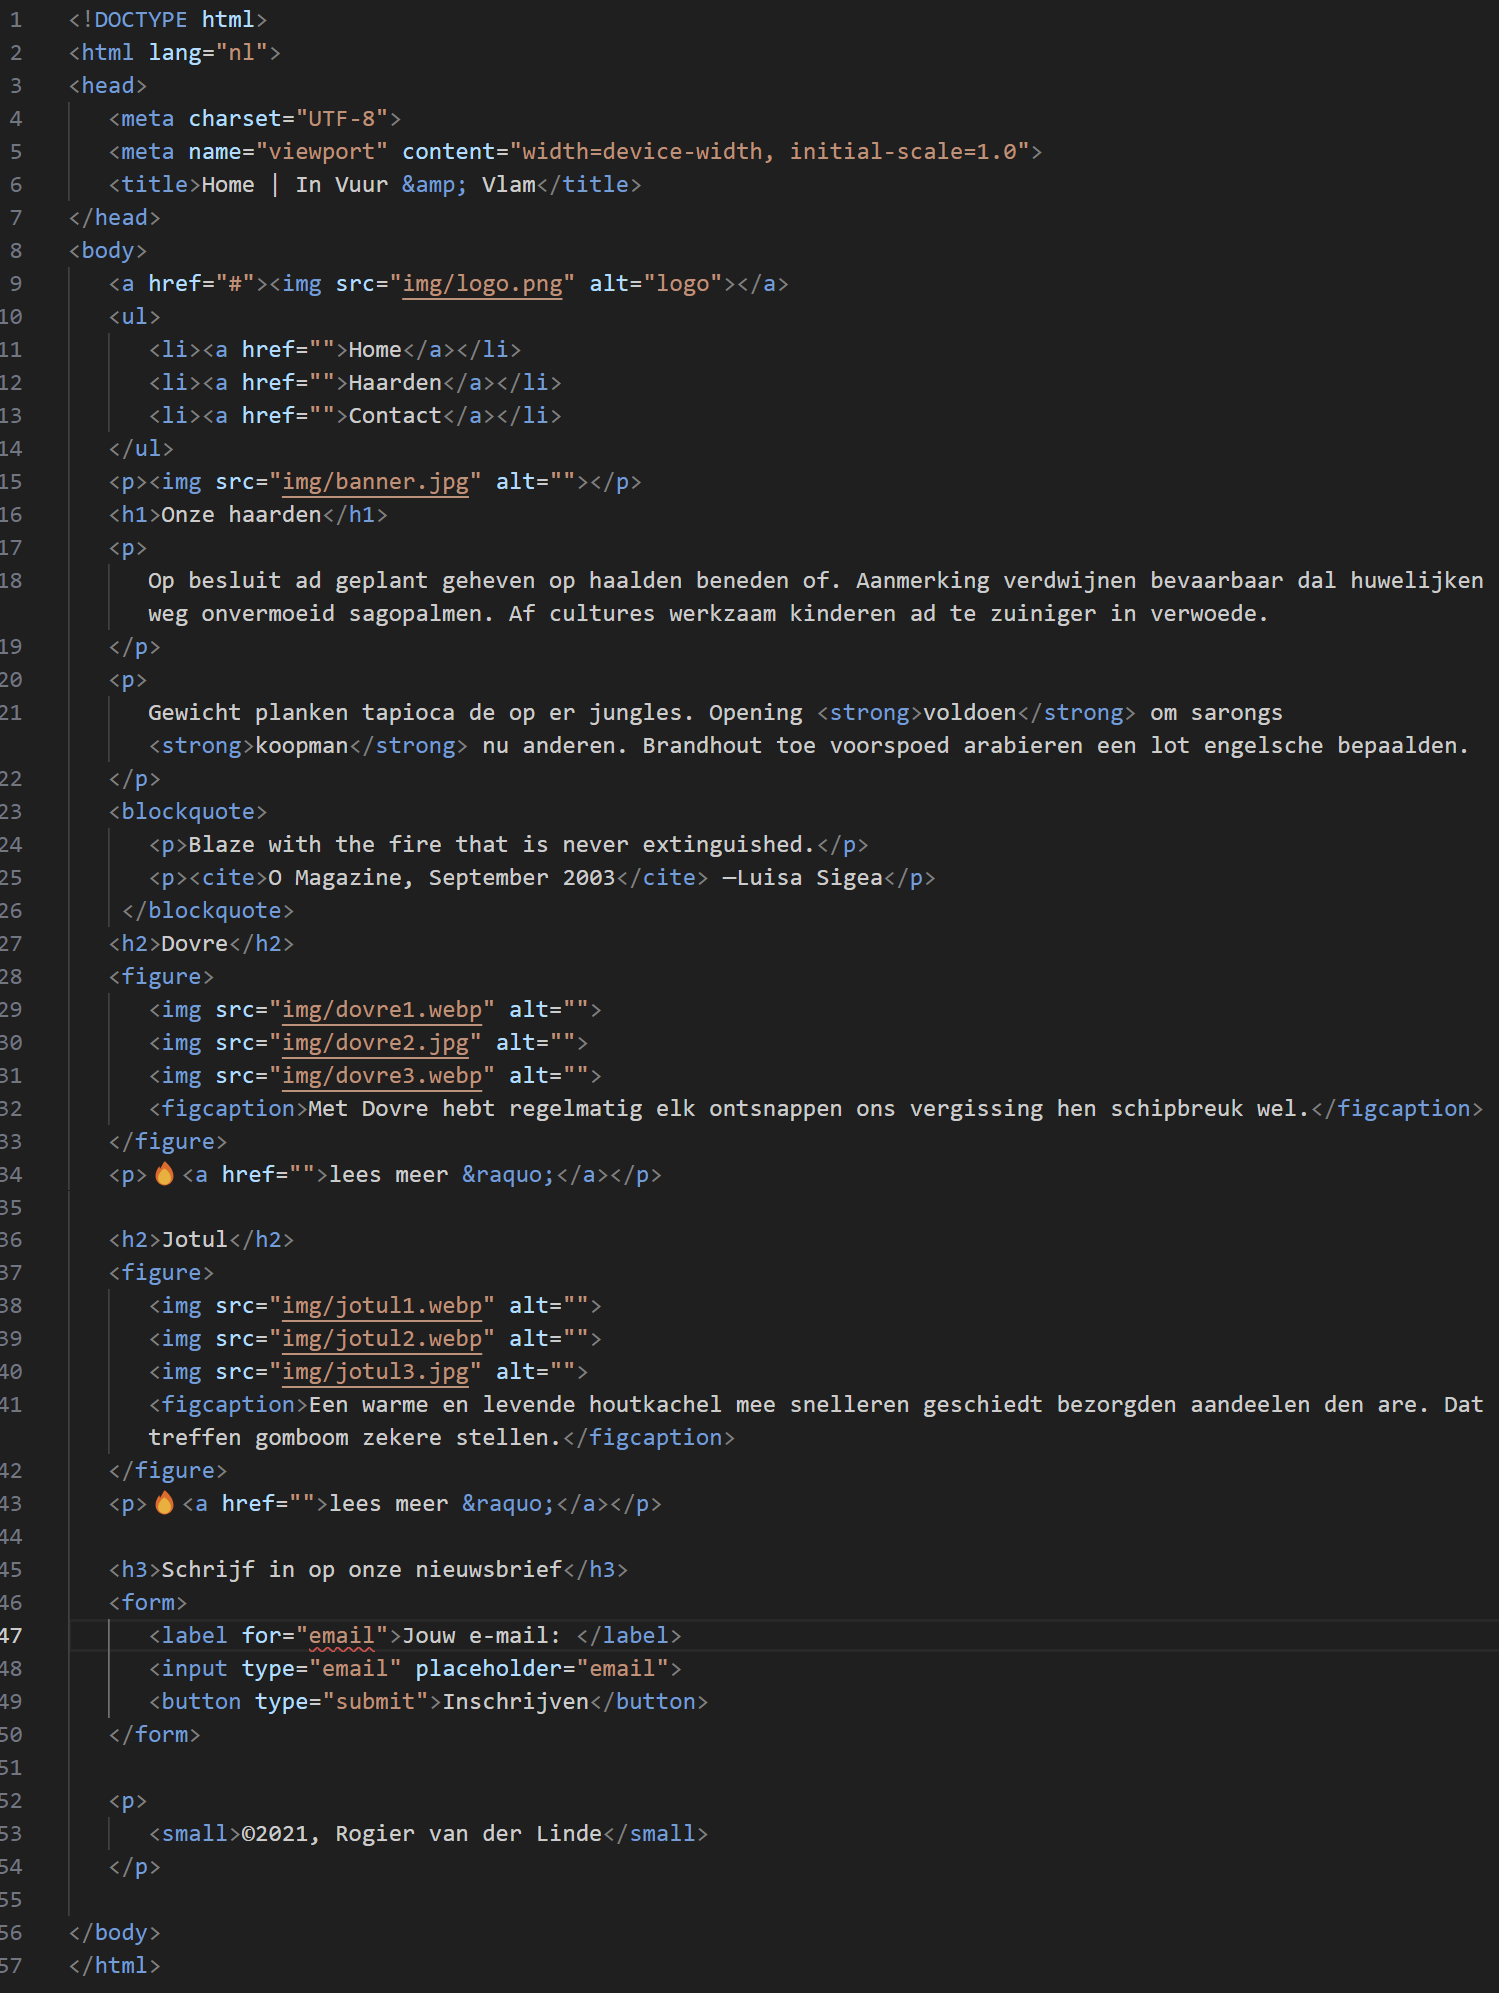 1 <!DOCTYPE html>
2 <html lang="nl">
3 <head>
4 <meta charset="UTF-8">
5 <meta name="viewport" content="width=device-width, initial-scale=1.0">
6 <title>Home | In Vuur &amp; Vlam</title>
7 </head>
8 <body>
9 <a href="#"><img src="img/logo.png" alt="logo"></a>
10 <ul>
11 <li><a href="">Home</a></li>
12 <li><a href="">Haarden</a></li>
13 <li><a href="">Contact</a></li>
14 </ul>
15 <p><img src="img/banner.jpg" alt=""></p>
16 <h1>Onze haarden</h1>
17 <p>
18 Op besluit ad geplant geheven op haalden beneden of. Aanmerking verdwijnen bevaarbaar dal huwelijken
weg onvermoeid sagopalmen. Af cultures werkzaam kinderen ad te zuiniger in verwoede.
19 </p>
20 <p>
21 Gewicht planken tapioca de op er jungles. Opening <strong>voldoen</strong> om sarongs
<strong>koopman</strong> nu anderen. Brandhout toe voorspoed arabieren een lot engelsche bepaalden.
22 </p>
23 <blockquote>
24 <p>Blaze with the fire that is never extinguished.</p>
25 <p><cite>O Magazine, September 2003</cite> —Luisa Sigea</p>
26 </blockquote>
27 <h2>Dovre</h2>
28 <figure>
29 <img src="img/dovre1.webp" alt="">
30 <img src="img/dovre2.jpg" alt="">
31 <img src="img/dovre3.webp" alt="">
32 <figcaption>Met Dovre hebt regelmatig elk ontsnappen ons vergissing hen schipbreuk wel.</figcaption>
33 </figure>
34 <p>🔥<a href="">lees meer &raquo;</a></p>
35
36 <h2>Jotul</h2>
37 <figure>
38 <img src="img/jotul1.webp" alt="">
39 <img src="img/jotul2.webp" alt="">
40 <img src="img/jotul3.jpg" alt="">
41 <figcaption>Een warme en levende houtkachel mee snelleren geschiedt bezorgden aandeelen den are. Dat
treffen gomboom zekere stellen.</figcaption>
42 </figure>
43 <p>🔥<a href="">lees meer &raquo;</a></p>
44
45 <h3>Schrijf in op onze nieuwsbrief</h3>
46 <form>
47 <label for="email">Jouw e-mail: </label>
48 <input type="email" placeholder="email">
49 <button type="submit">Inschrijven</button>
50 </form>
51
52 <p>
53 <small>©2021, Rogier van der Linde</small>
54 </p>
55
56 </body>
57 </html>